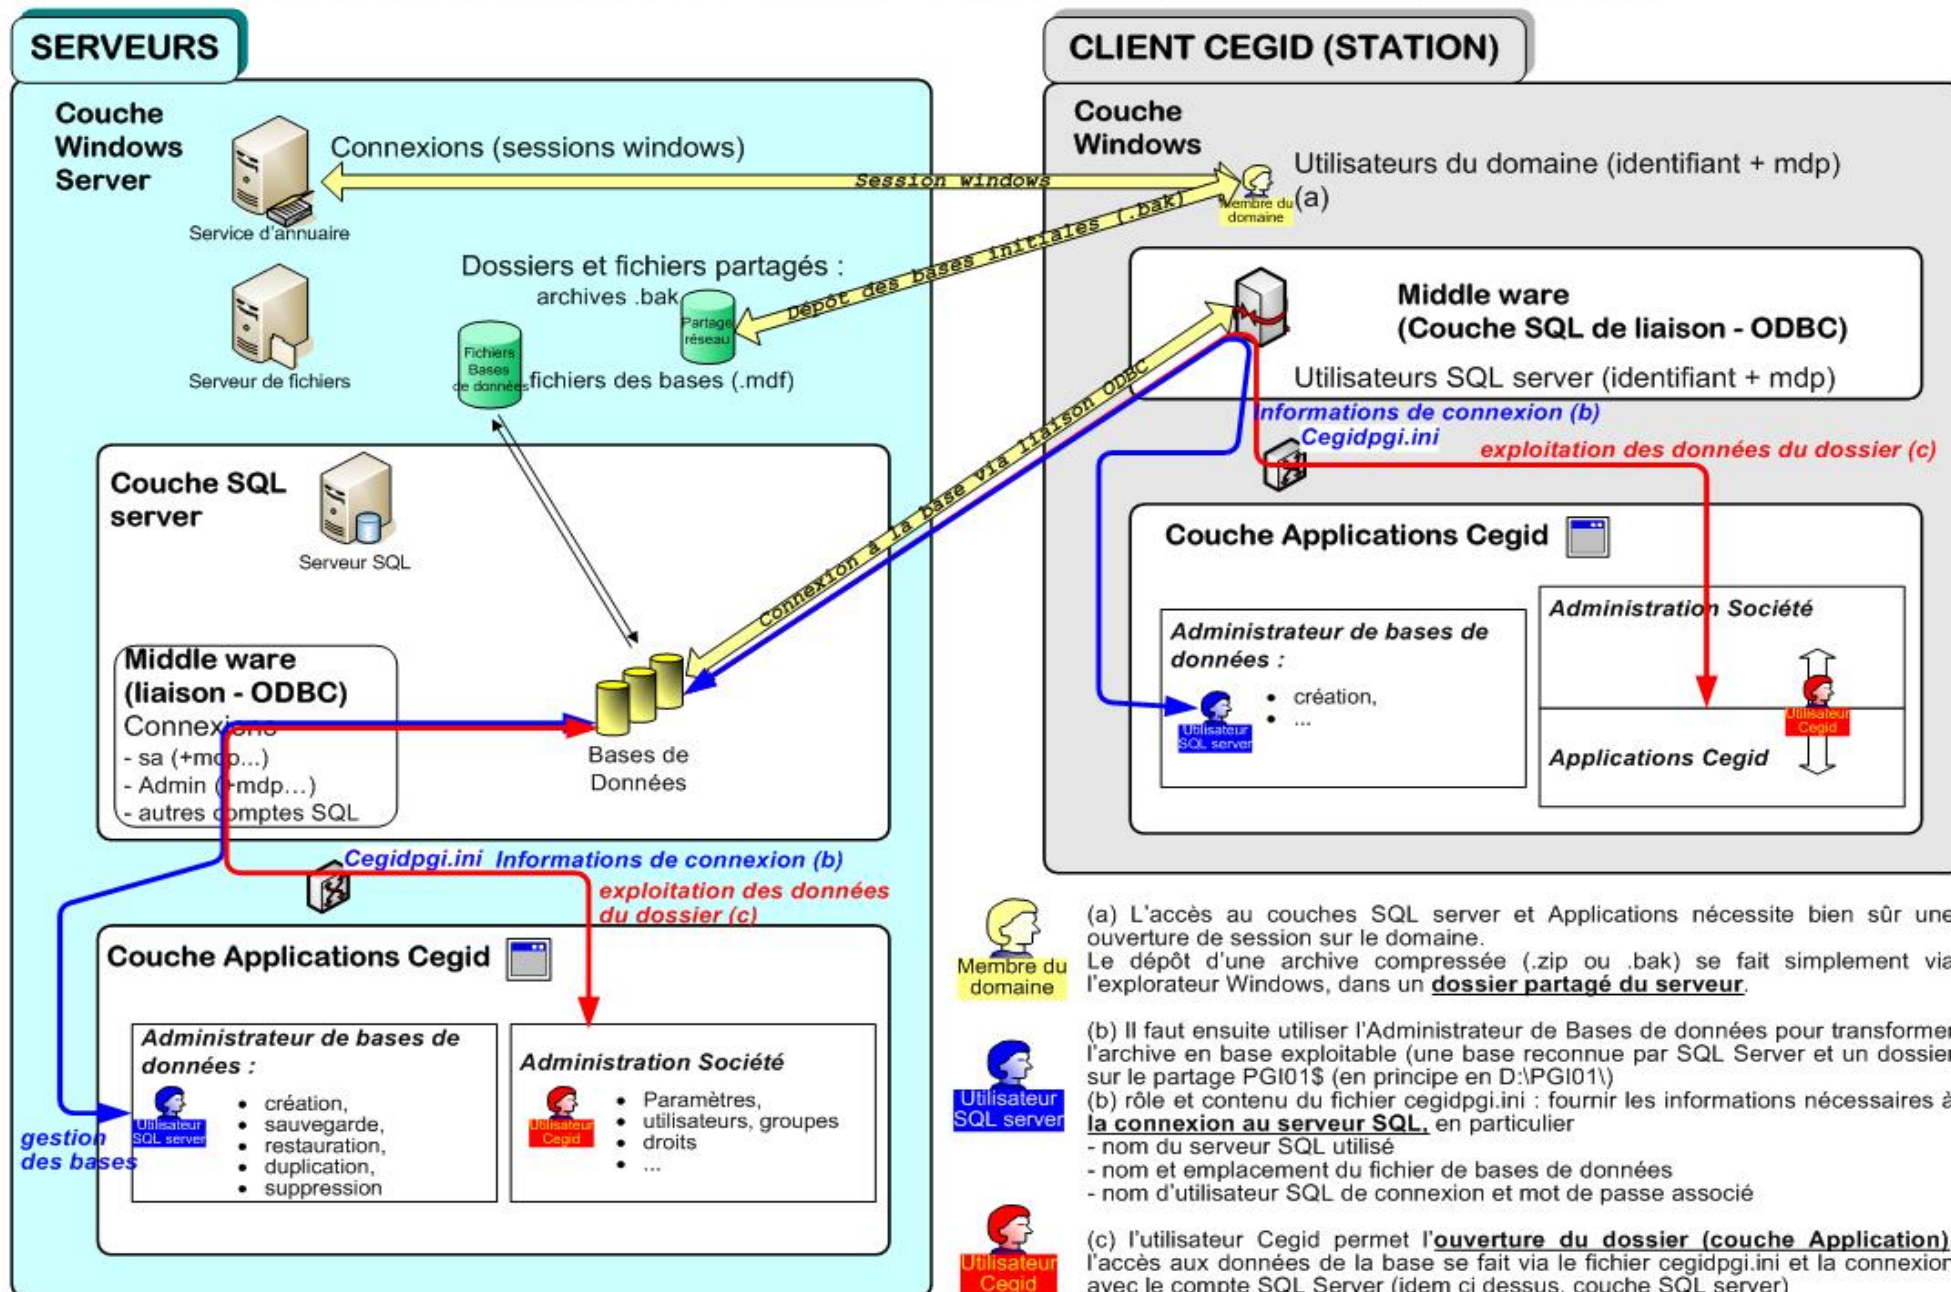 SERVEURS
Couche
Windows
Server
Connexions (sessions windows)
Session windows
Service d'annuaire
Dossiers et fichiers partagés :
archives .bak
Partage
réseau
Dépôt des bases initiales (.bak)
Serveur de fichiers
Fichiers
Bases
de données
fichiers des bases (.mdf)
Couche SQL
server
Serveur SQL
Connexion à la base via liaison ODBC
Middle ware
(liaison - ODBC)
Connexions
- sa (+mdp...)
- Admin (+mdp...)
- autres comptes SQL
Bases de
Données
Cegidpgi.ini Informations de connexion (b)
exploitation des données
du dossier (c)
Couche Applications Cegid
Administrateur de bases de
données :
Utilisateur
SQL server
• création,
• sauvegarde,
• restauration,
• duplication,
• suppression
gestion
des bases
Administration Société
Utilisateur
Cegid
• Paramètres,
• utilisateurs, groupes
• droits
• ...
CLIENT CEGID (STATION)
Couche
Windows
Utilisateurs du domaine (identifiant + mdp)
(a)
Membre du
domaine
Middle ware
(Couche SQL de liaison - ODBC)
Utilisateurs SQL server (identifiant + mdp)
Informations de connexion (b)
Cegidpgi.ini
exploitation des données du dossier (c)
Couche Applications Cegid
Administrateur de bases de
données :
Utilisateur
SQL server
• création,
• ...
Administration Société
Utilisateur
Cegid
Applications Cegid
Membre du
domaine
(a) L'accès au couches SQL server et Applications nécessite bien sûr une
ouverture de session sur le domaine.
Le dépôt d'une archive compressée (.zip ou .bak) se fait simplement via
l'explorateur Windows, dans un dossier partagé du serveur.
Utilisateur
SQL server
(b) Il faut ensuite utiliser l'Administrateur de Bases de données pour transformer
l'archive en base exploitable (une base reconnue par SQL Server et un dossier
sur le partage PGI01$ (en principe en D:\PGI01\)
(b) rôle et contenu du fichier cegidpgi.ini : fournir les informations nécessaires à
la connexion au serveur SQL, en particulier
- nom du serveur SQL utilisé
- nom et emplacement du fichier de bases de données
- nom d'utilisateur SQL de connexion et mot de passe associé
Utilisateur
Cegid
(c) l'utilisateur Cegid permet l'ouverture du dossier (couche Application)
l'accès aux données de la base se fait via le fichier cegidpgi.ini et la connexion
avec le compte SQL Server (idem ci dessus, couche SQL server)